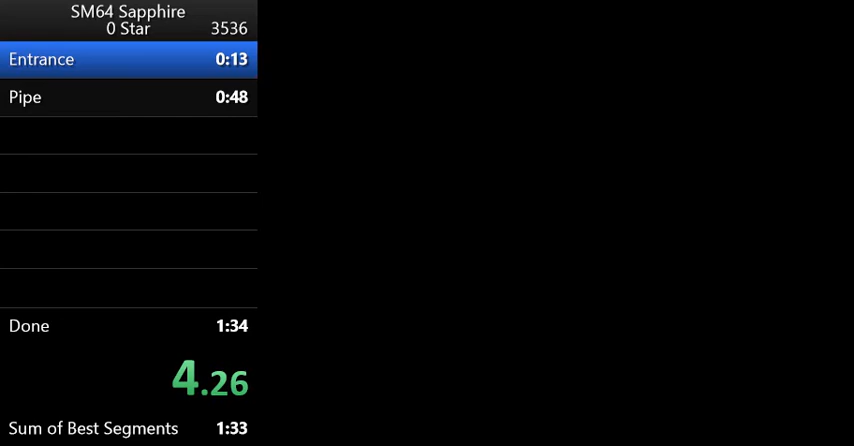 SM64 Sapphire
0 Star 3536
Entrance 0:13
Pipe 0:48
Done 1:34
4.26
Sum of Best Segments 1:33